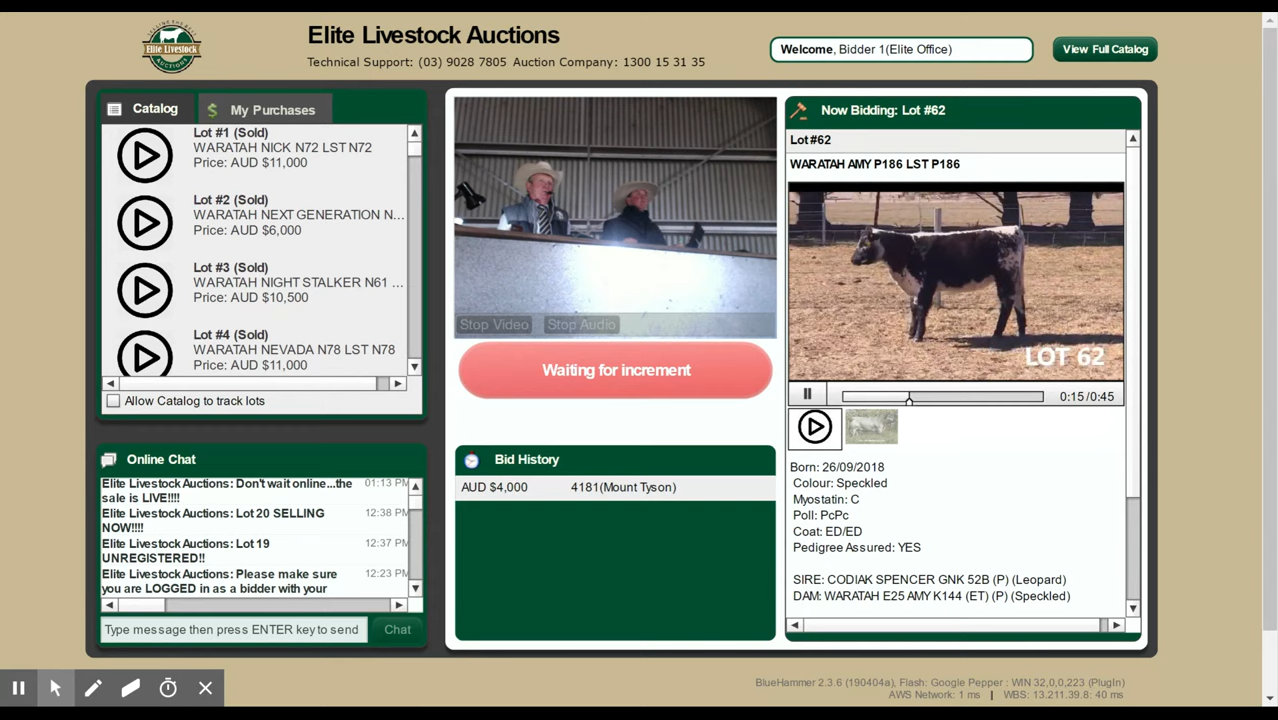 Elite Livestock Auctions
Technical Support: (03) 9028 7805 Auction Company: 1300 15 31 35
Welcome, Bidder 1(Elite Office)
View Full Catalog
Elite Livestock
AUCTIONS
Catalog
My Purchases
Lot #1 (Sold)
WARATAH NICK N72 LST N72
Price: AUD $11,000
Lot #2 (Sold)
WARATAH NEXT GENERATION N...
Price: AUD $6,000
Lot #3 (Sold)
WARATAH NIGHT STALKER N61 ...
Price: AUD $10,500
Lot #4 (Sold)
WARATAH NEVADA N78 LST N78
Price: AUD $11,000
Allow Catalog to track lots
Online Chat
Elite Livestock Auctions: Don't wait online...the 01:13 PM
sale is LIVE!!!!
Elite Livestock Auctions: Lot 20 SELLING 12:38 PM
NOW!!!!
Elite Livestock Auctions: Lot 19 12:37 PM
UNREGISTERED!!
Elite Livestock Auctions: Please make sure 12:23 PM
you are LOGGED in as a bidder with your
Type message then press ENTER key to send
Chat
Stop Video
Stop Audio
Waiting for increment
Bid History
AUD $4,000 4181(Mount Tyson)
Now Bidding: Lot #62
Lot #62
WARATAH AMY P186 LST P186
LOT 62
0:15/0:45
Born: 26/09/2018
Colour: Speckled
Myostatin: C
Poll: PcPc
Coat: ED/ED
Pedigree Assured: YES
SIRE: CODIAK SPENCER GNK 52B (P) (Leopard)
DAM: WARATAH E25 AMY K144 (ET) (P) (Speckled)
BlueHammer 2.3.6 (190404a), Flash: Google Pepper : WIN 32,0,0,223 (PlugIn)
AWS Network: 1 ms | WBS: 13.211.39.8: 40 ms